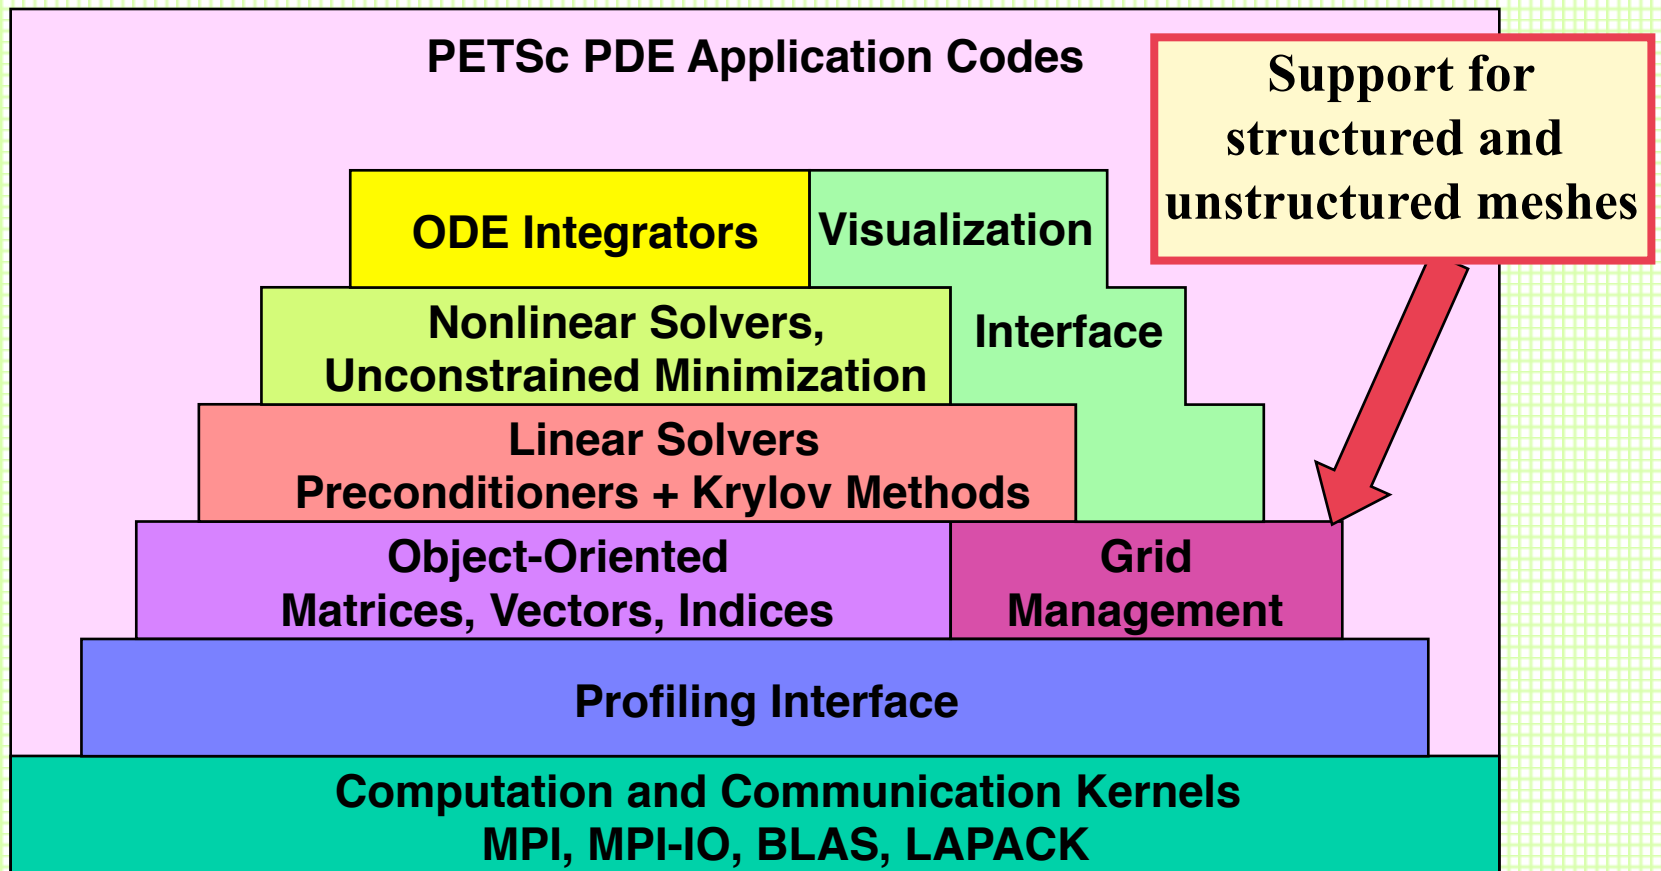 PETSc PDE Application Codes
Support for
structured and
unstructured meshes
ODE Integrators
Visualization
Nonlinear Solvers,
Unconstrained Minimization
Interface
Linear Solvers
Preconditioners + Krylov Methods
Object-Oriented
Matrices, Vectors, Indices
Grid
Management
Profiling Interface
Computation and Communication Kernels
MPI, MPI-IO, BLAS, LAPACK